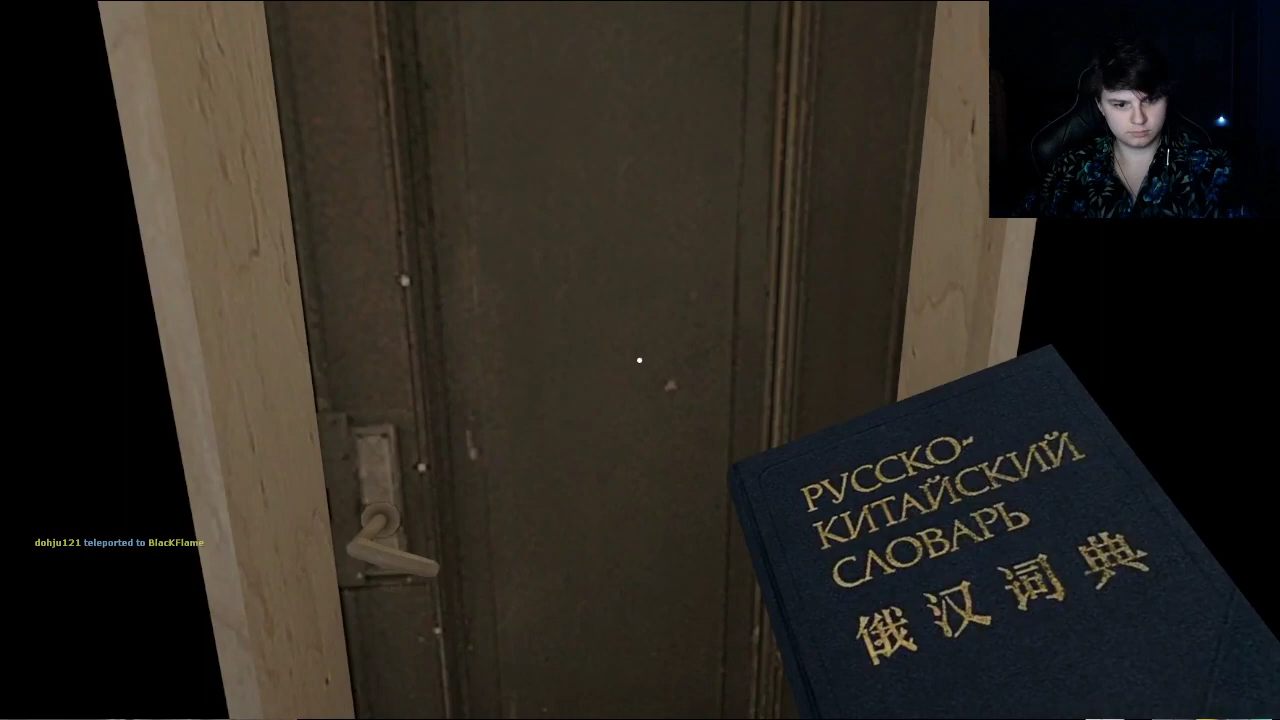 dohju121 teleported to BlacKFlame
РУССКО-
КИТАЙСКИЙ
СЛОВАРЬ
俄汉词典